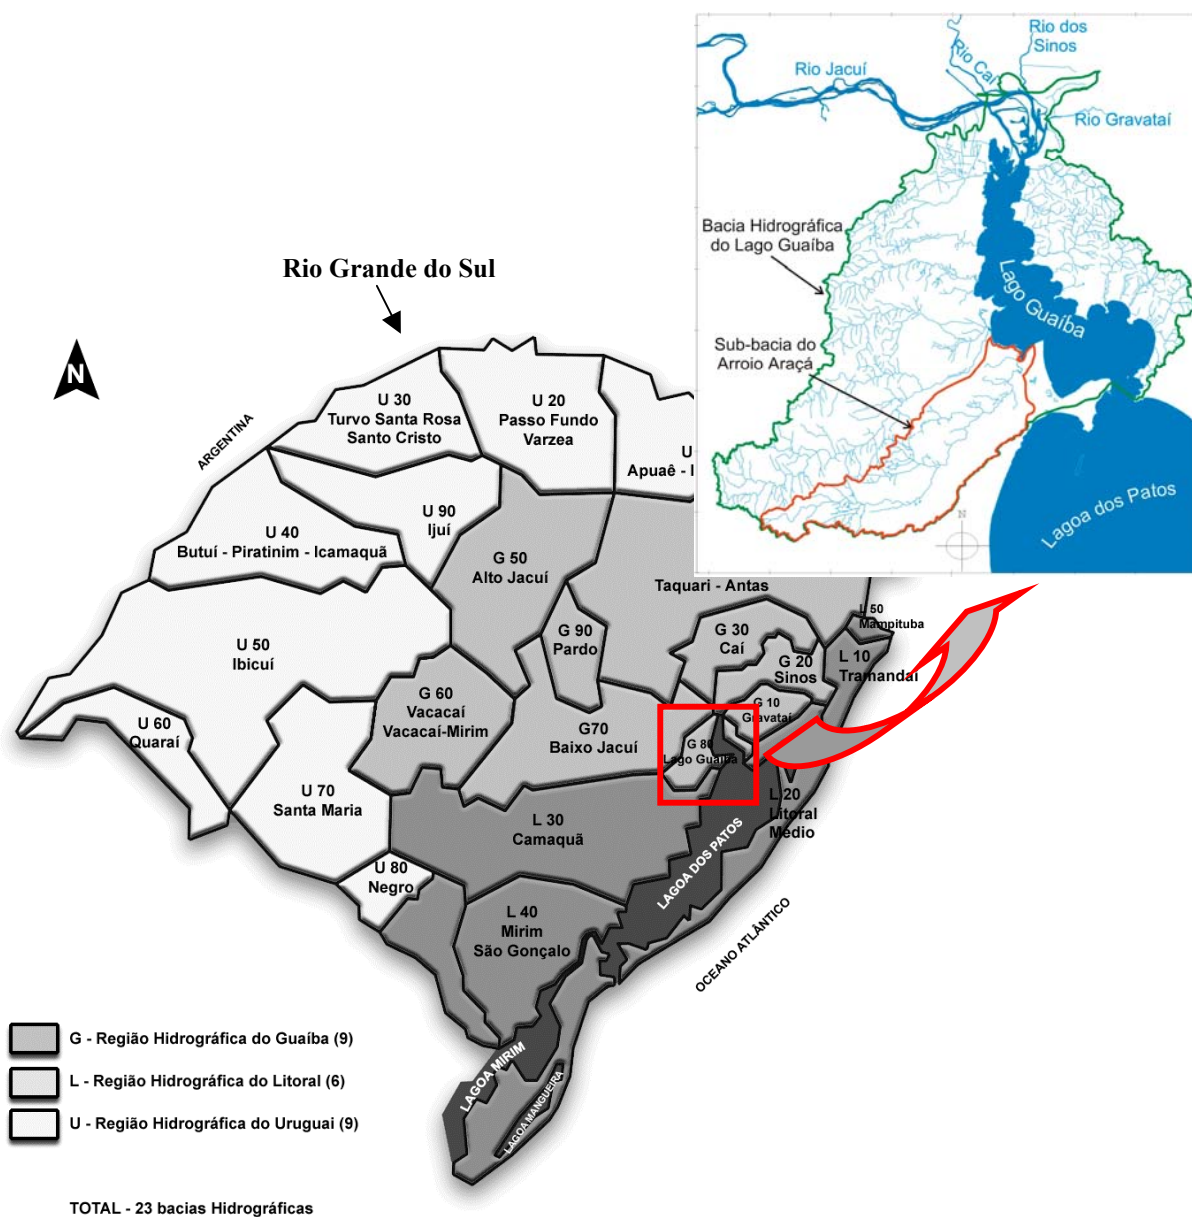 Rio dos
Sinos
Rio Caí
Rio Jacuí
Rio Gravataí
Bacia Hidrográfica
do Lago Guaíba
Lago Guaíba
Sub-bacia do
Arroio Araçá
Lagoa dos Patos
N
Rio Grande do Sul
N
ARGENTINA
U 30
Turvo Santa Rosa
Santo Cristo
U 20
Passo Fundo
Varzea
U
Apuaê - I
U 90
Ijuí
U 40
Butuí - Piratinim - Icamaquã
G 50
Alto Jacuí
Taquari - Antas
L 50
Mampituba
G 90
Pardo
G 30
Caí
U 50
Ibicuí
G 20
Sinos
L 10
Tramandaí
G 60
Vacacaí
Vacacaí-Mirim
G 10
Gravataí
U 60
Quaraí
G70
Baixo Jacuí
G 80
Lago Guaíba
U 70
Santa Maria
L 20
Litoral
Médio
L 30
Camaquã
LAGOA DOS PATOS
U 80
Negro
L 40
Mirim
São Gonçalo
OCEANO ATLÂNTICO
LAGOA MIRIM
LAGOA MANGUEIRA
G - Região Hidrográfica do Guaíba (9)
L - Região Hidrográfica do Litoral (6)
U - Região Hidrográfica do Uruguai (9)
TOTAL - 23 bacias Hidrográficas